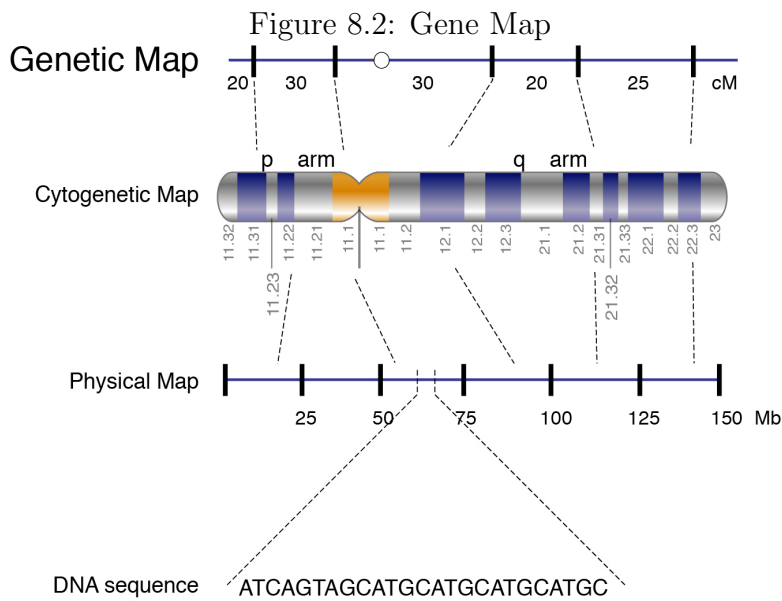 Figure 8.2: Gene Map
Genetic Map
20 30 30 20 25 cM
p arm q arm
Cytogenetic Map
11.32 11.31 11.23 11.22 11.21 11.1 11.1 11.2 12.1 12.2 12.3 21.1 21.2 21.31 21.32 21.33 22.1 22.2 22.3 23
Physical Map
25 50 75 100 125 150 Mb
DNA sequence ATCAGTAGCATGCATGCATGCATGC